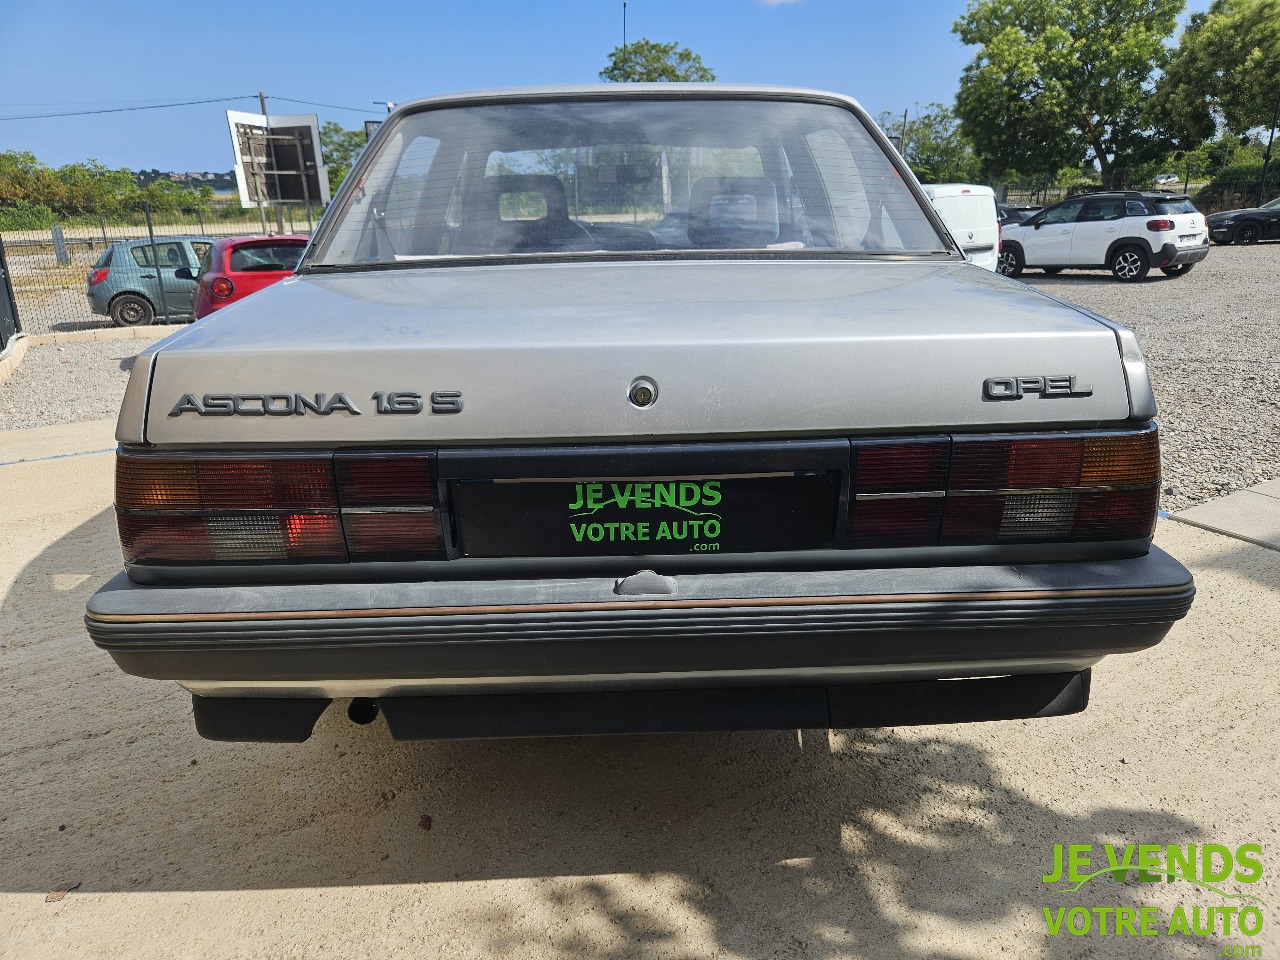 ASCONA 1.6 S
OPEL
JE VENDS
VOTRE AUTO
.com
JE VENDS
VOTRE AUTO
.com